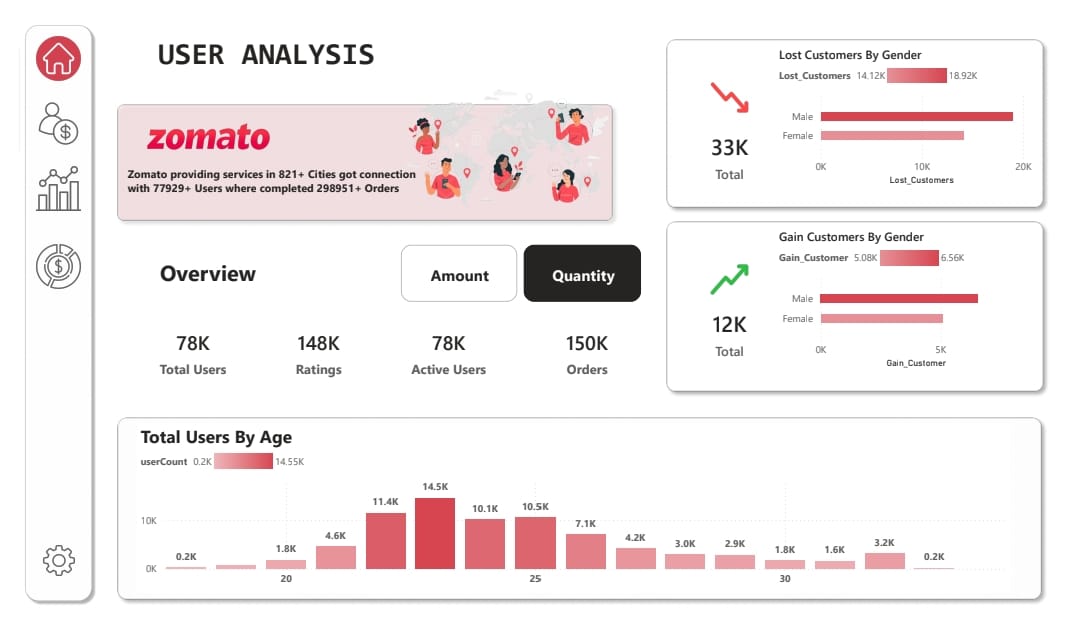 USER ANALYSIS
zomato
Zomato providing services in 821+ Cities got connection
with 77929+ Users where completed 298951+ Orders
Overview
Amount
Quantity
78K
148K
78K
150K
Total Users
Ratings
Active Users
Orders
Lost Customers By Gender
Lost_Customers 14.12K 18.92K
33K
Total
Male
Female
0K 10K 20K
Lost_Customers
Gain Customers By Gender
Gain_Customer 5.08K 6.56K
12K
Total
Male
Female
0K 5K
Gain_Customer
Total Users By Age
userCount 0.2K 14.55K
10K
0K
0.2K 1.8K 4.6K 11.4K 14.5K 10.1K 10.5K 7.1K 4.2K 3.0K 2.9K 1.8K 1.6K 3.2K 0.2K
20 25 30